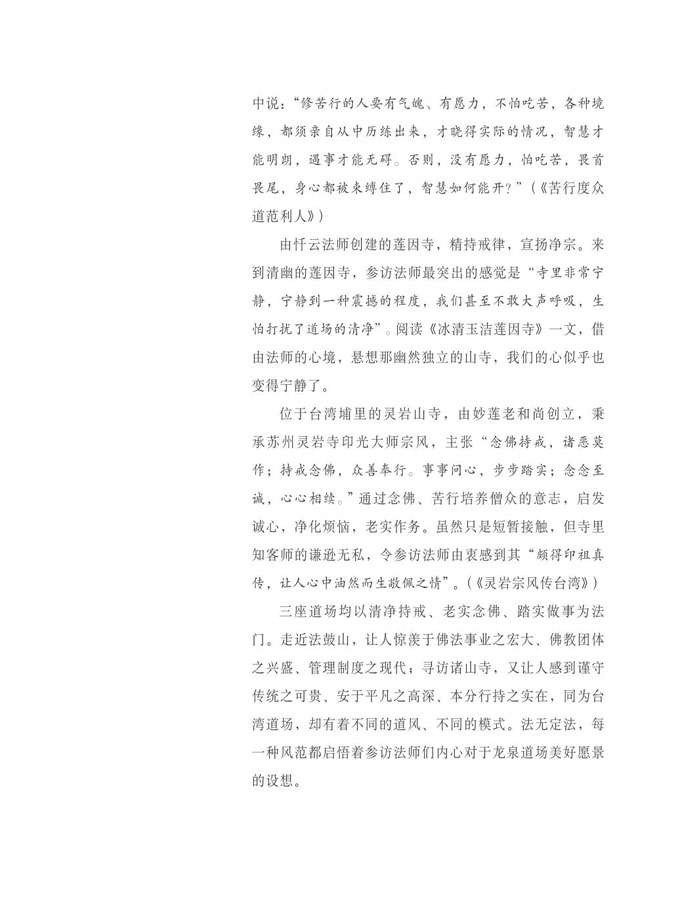 中说：“修苦行的人要有气魄、有愿力，不怕吃苦，各种境
缘，都须亲自从中历练出来，才晓得实际的情况，智慧才
能明朗，遇事才能无碍。否则，没有愿力，怕吃苦，畏首
畏尾，身心都被束缚住了，智慧如何能开？”（《苦行度众
道范利人》）
由忏云法师创建的莲因寺，精持戒律，宣扬净宗。来
到清幽的莲因寺，参访法师最突出的感觉是“寺里非常宁
静，宁静到一种震撼的程度，我们甚至不敢大声呼吸，生
怕打扰了道场的清净”。阅读《冰清玉洁莲因寺》一文，借
由法师的心境，悬想那幽然独立的山寺，我们的心似乎也
变得宁静了。
位于台湾埔里的灵岩山寺，由妙莲老和尚创立，秉
承苏州灵岩寺印光大师宗风，主张“念佛持戒，诸恶莫
作；持戒念佛，众善奉行。事事问心，步步踏实；念念至
诚，心心相续。”通过念佛、苦行培养僧众的意志，启发
诚心，净化烦恼，老实作务。虽然只是短暂接触，但寺里
知客师的谦逊无私，令参访法师由衷感到其“颇得印祖真
传，让人心中油然而生敬佩之情”。（《灵岩宗风传台湾》）
三座道场均以清净持戒、老实念佛、踏实做事为法
门。走近法鼓山，让人惊羡于佛法事业之宏大、佛教团体
之兴盛、管理制度之现代；寻访诸山寺，又让人感到谨守
传统之可贵、安于平凡之高深、本分行持之实在，同为台
湾道场，却有着不同的道风、不同的模式。法无定法，每
一种风范都启悟着参访法师们内心对于龙泉道场美好愿景
的设想。